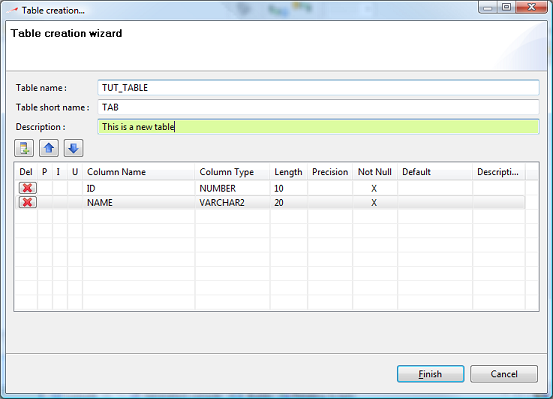 Table creation...
Table creation wizard
Table name : TUT_TABLE
Table short name : TAB
Description : This is a new table
Del P I U Column Name Column Type Length Precision Not Null Default Descripti...
ID NUMBER 10 X
NAME VARCHAR2 20 X
Finish Cancel